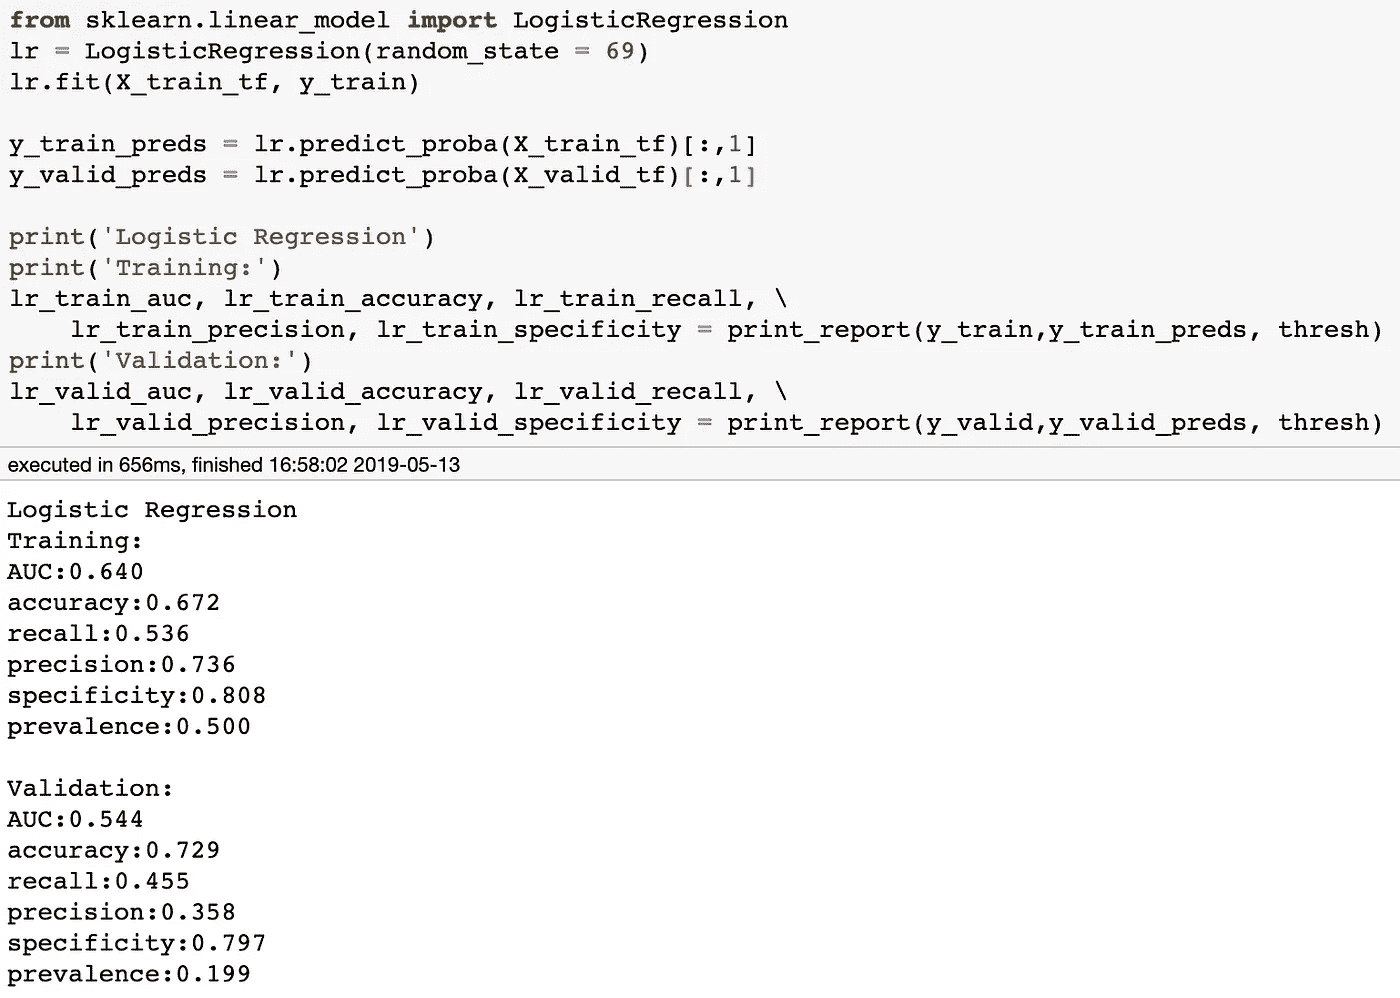 from sklearn.linear_model import LogisticRegression
lr = LogisticRegression(random_state = 69)
lr.fit(X_train_tf, y_train)
y_train_preds = lr.predict_proba(X_train_tf)[:,1]
y_valid_preds = lr.predict_proba(X_valid_tf)[:,1]
print('Logistic Regression')
print('Training:')
lr_train_auc, lr_train_accuracy, lr_train_recall, \
    lr_train_precision, lr_train_specificity = print_report(y_train,y_train_preds, thresh)
print('Validation:')
lr_valid_auc, lr_valid_accuracy, lr_valid_recall, \
    lr_valid_precision, lr_valid_specificity = print_report(y_valid,y_valid_preds, thresh)
executed in 656ms, finished 16:58:02 2019-05-13
Logistic Regression
Training:
AUC:0.640
accuracy:0.672
recall:0.536
precision:0.736
specificity:0.808
prevalence:0.500
Validation:
AUC:0.544
accuracy:0.729
recall:0.455
precision:0.358
specificity:0.797
prevalence:0.199